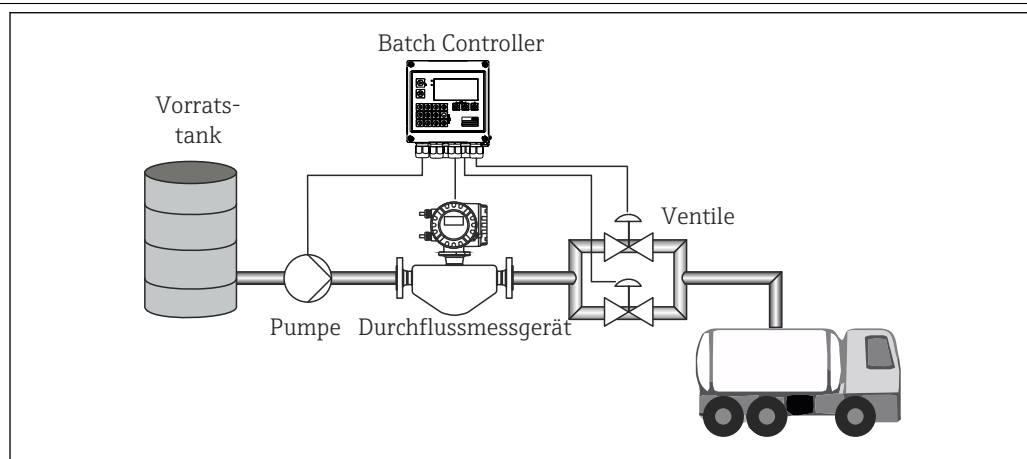 Batch Controller
Vorrats-
tank
Ventile
Pumpe
Durchflussmessgerät